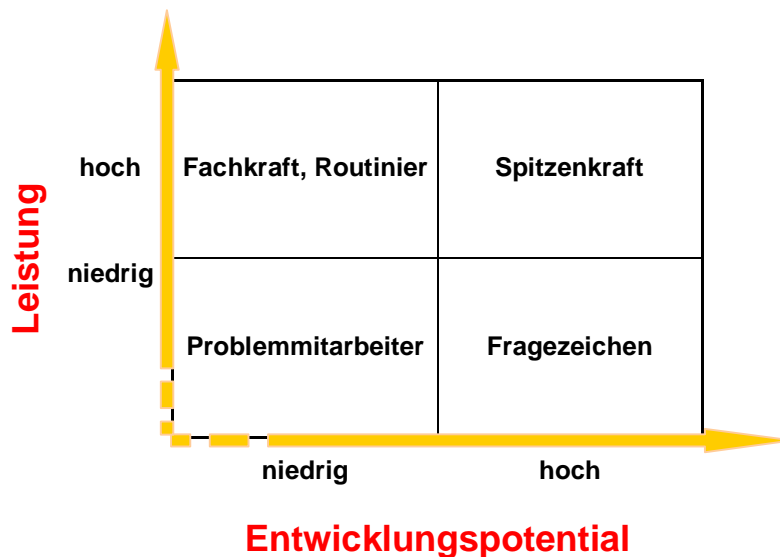 hoch
Fachkraft, Routinier
Spitzenkraft
Leistung
niedrig
Problemmitarbeiter
Fragezeichen
niedrig
hoch
Entwicklungspotential